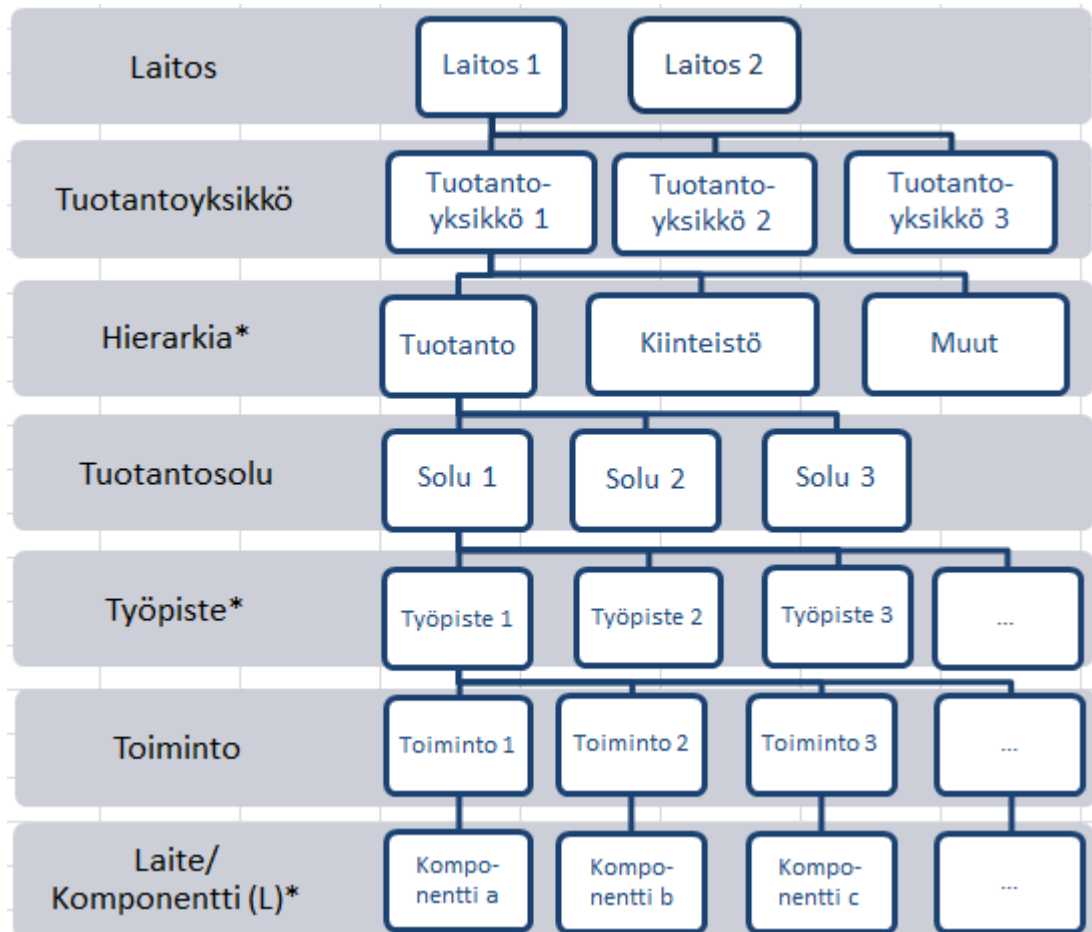 Laitos
Laitos 1
Laitos 2
Tuotantoyksikkö
Tuotanto-
yksikkö 1
Tuotanto-
yksikkö 2
Tuotanto-
yksikkö 3
Hierarkia*
Tuotanto
Kiinteistö
Muut
Tuotantosolu
Solu 1
Solu 2
Solu 3
Työpiste*
Työpiste 1
Työpiste 2
Työpiste 3
...
Toiminto
Toiminto 1
Toiminto 2
Toiminto 3
...
Laite/
Komponentti (L)*
Kompo-
nentti a
Kompo-
nentti b
Kompo-
nentti c
...